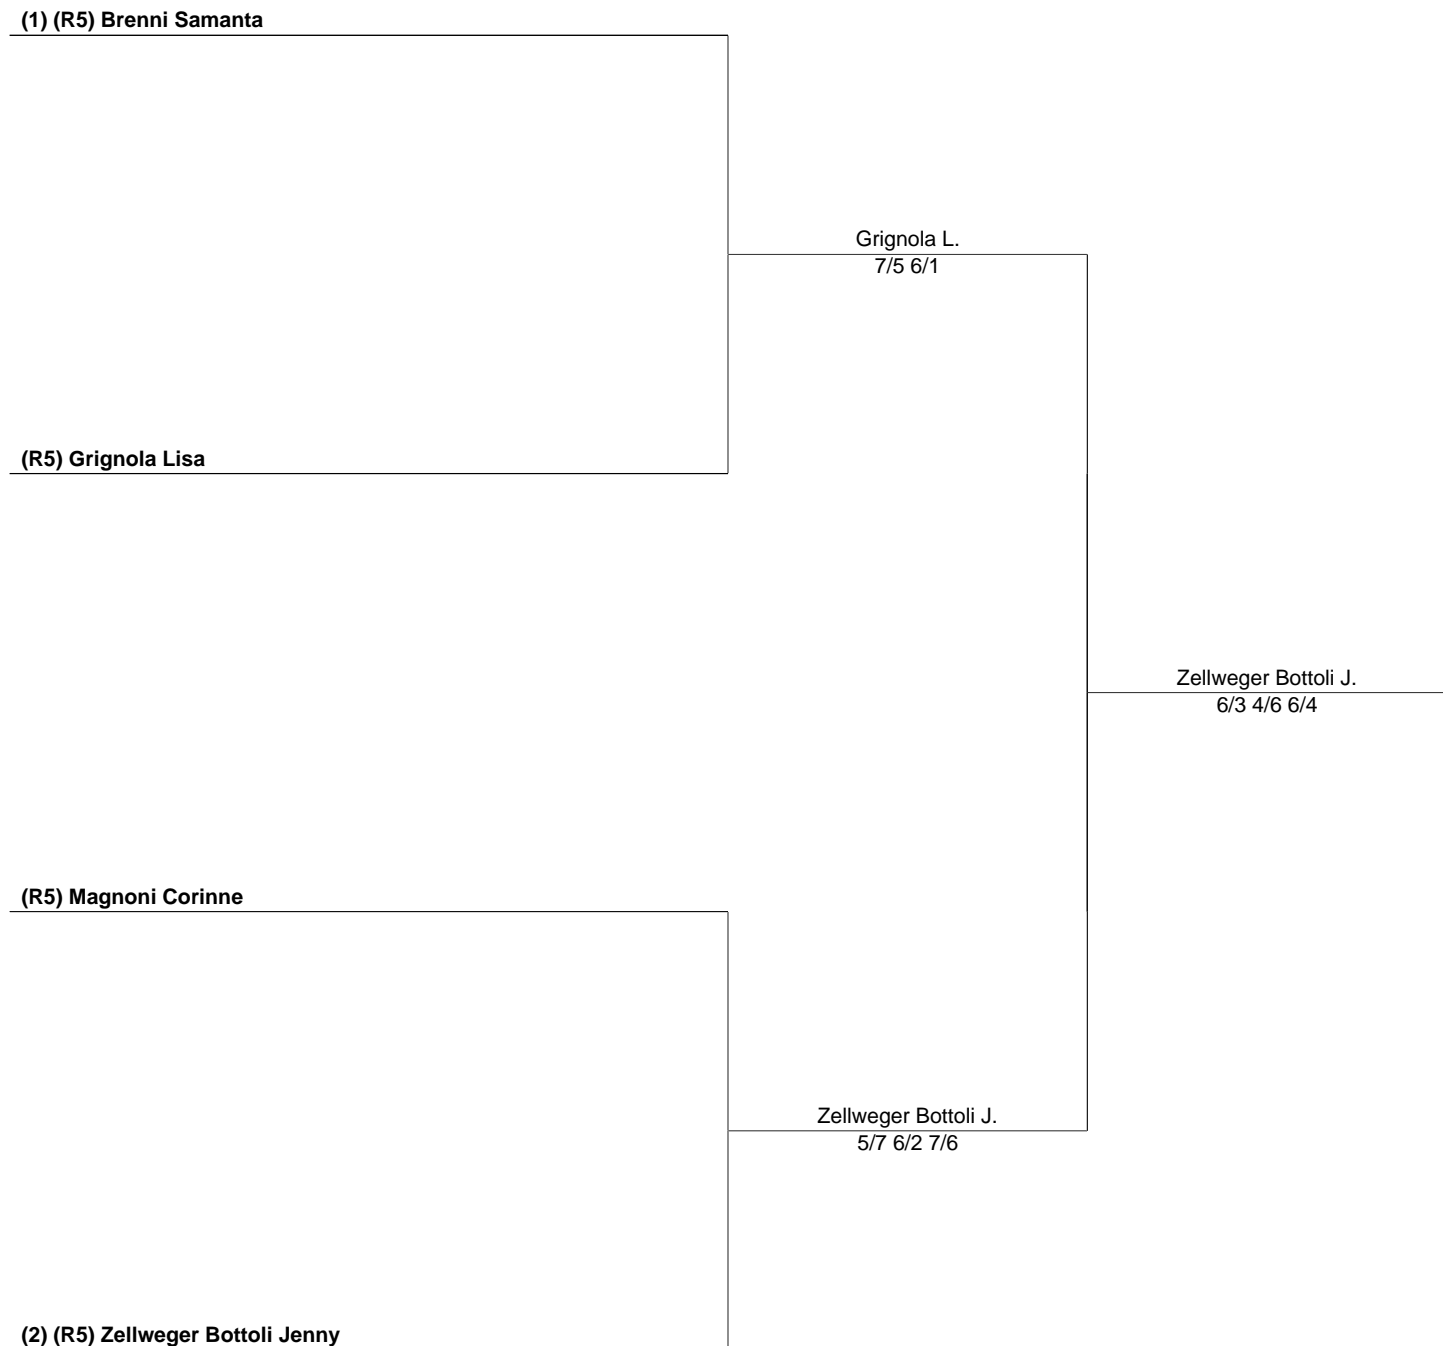 (1) (R5) Brenni Samanta
Grignola L.
7/5 6/1
(R5) Grignola Lisa
Zellweger Bottoli J.
6/3 4/6 6/4
(R5) Magnoni Corinne
Zellweger Bottoli J.
5/7 6/2 7/6
(2) (R5) Zellweger Bottoli Jenny